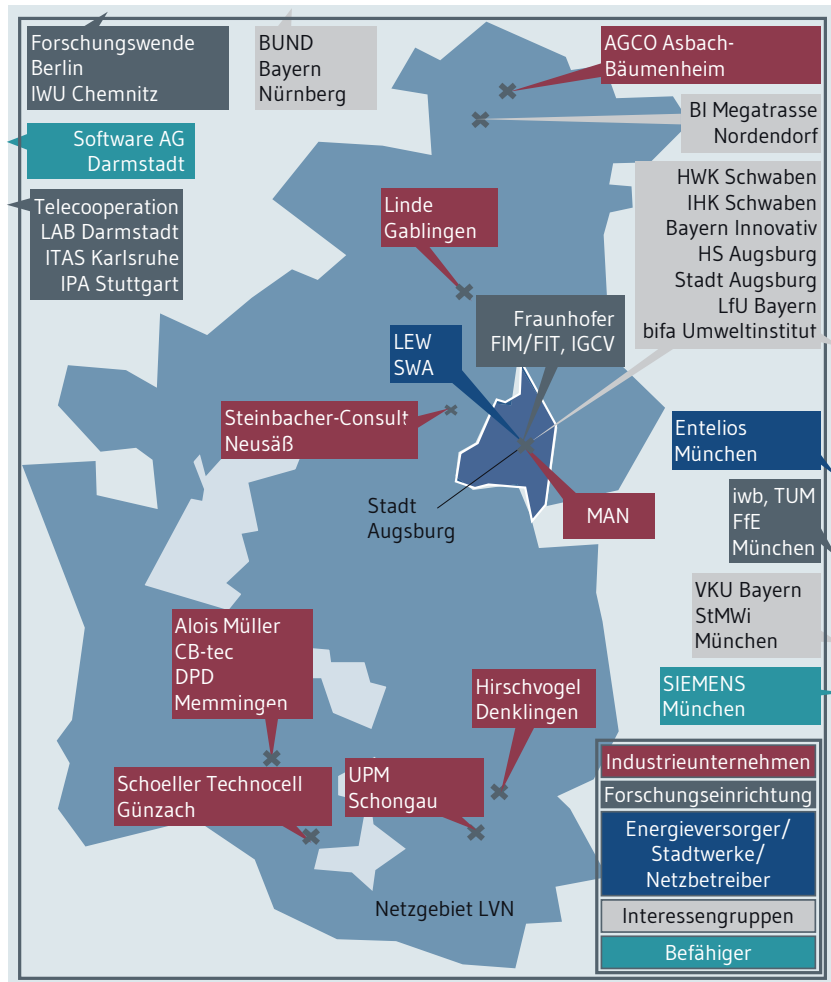 Forschungswende
Berlin
IWU Chemnitz
BUND
Bayern
Nürnberg
AGCO Asbach-
Bäumenheim
BI Megatrasse
Nordendorf
Software AG
Darmstadt
HWK Schwaben
IHK Schwaben
Bayern Innovativ
HS Augsburg
Stadt Augsburg
LfU Bayern
bifa Umweltinstitut
Telecooperation
LAB Darmstadt
ITAS Karlsruhe
IPA Stuttgart
Linde
Gablingen
Fraunhofer
FIM/FIT, IGCV
LEW
SWA
Steinbacher-Consult
Neusäß
Entelios
München
Stadt
Augsburg
MAN
iwb, TUM
FfE
München
VKU Bayern
StMWi
München
Alois Müller
CB-tec
DPD
Memmingen
Hirschvogel
Denklingen
SIEMENS
München
Schoeller Technocell
Günzach
UPM
Schongau
Netzgebiet LVN
Industrieunternehmen
Forschungseinrichtung
Energieversorger/
Stadtwerke/
Netzbetreiber
Interessengruppen
Befähiger